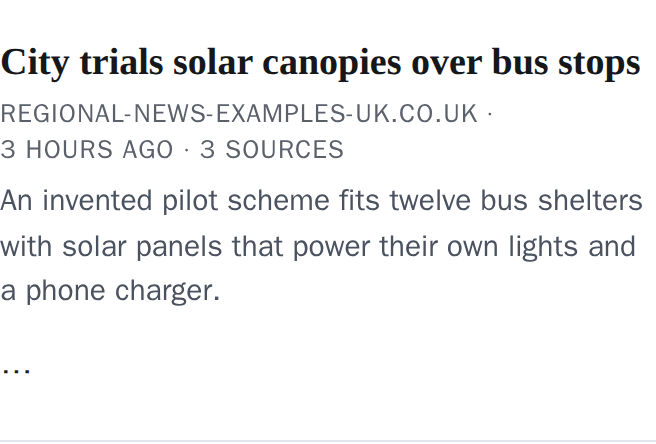 City trials solar canopies over bus stops
REGIONAL-NEWS-EXAMPLES-UK.CO.UK ·
3 HOURS AGO · 3 SOURCES
An invented pilot scheme fits twelve bus shelters
with solar panels that power their own lights and
a phone charger.
...